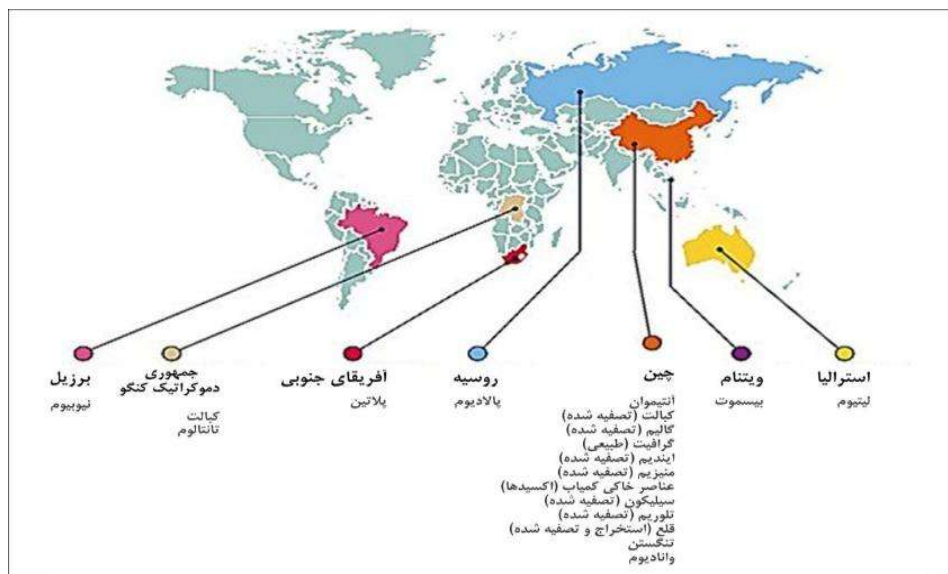 برزیل
نیوبیوم
جمهوری
دموکراتیک کنگو
کبالت
تانتالوم
آفریقای جنوبی
پلاتین
روسیه
پالادیوم
چین
آنتیموان
کبالت (تصفیه شده)
گالیم (تصفیه شده)
گرافیت (طبیعی)
ایندیم (تصفیه شده)
منیزیم (تصفیه شده)
عناصر خاکی کمیاب (اکسیدها)
سیلیکون (تصفیه شده)
تلوریم (تصفیه شده)
قلع (استخراج و تصفیه شده)
تنگستن
وانادیوم
ویتنام
بیسموت
استرالیا
لیتیوم